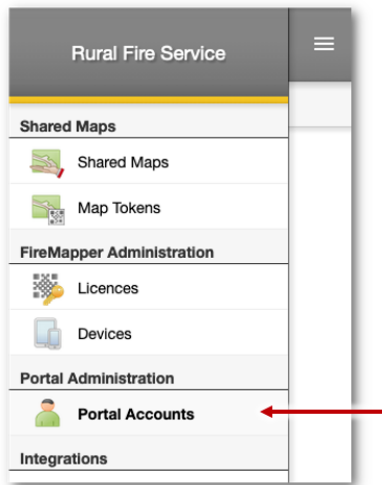 Rural Fire Service
Shared Maps
Shared Maps
Map Tokens
FireMapper Administration
Licences
Devices
Portal Administration
Portal Accounts
Integrations